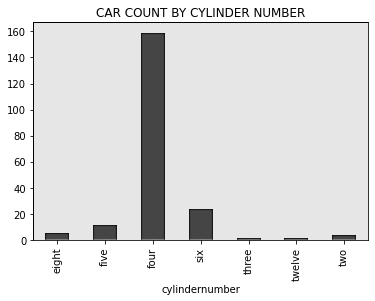 CAR COUNT BY CYLINDER NUMBER
160
140
120
100
80
60
40
20
0
eight
five
four
six
three
twelve
two
cylindernumber